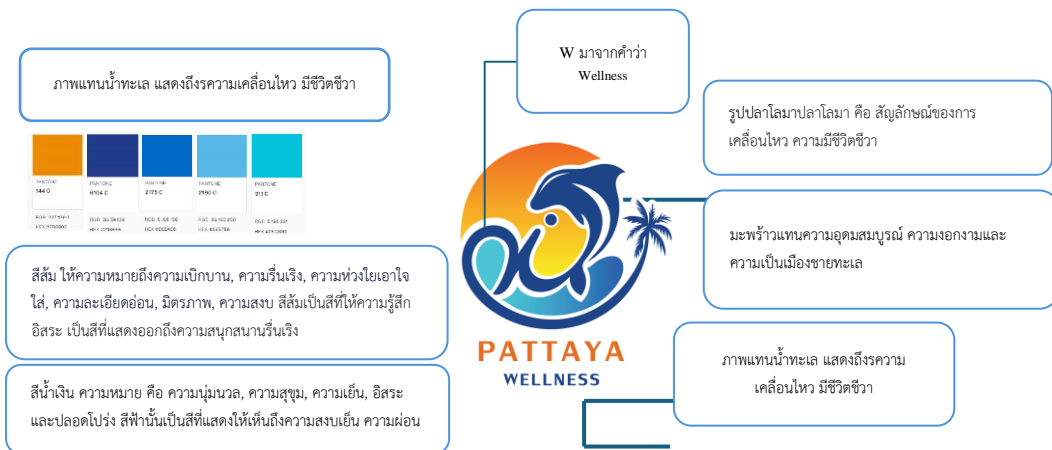 W มาจากคำว่า
Wellness
ภาพแทนน้ำทะเล แสดงถึงรความเคลื่อนไหว มีชีวิตชีวา
รูปปลาโลมาปลาโลมา คือ สัญลักษณ์ของการ
เคลื่อนไหว ความมีชีวิตชีวา
PANTONE
144 C
PANTONE
PANTONE
2175 C
PANTONE
2190 C
PANTONE
311 C
มะพร้าวแทนความอุดมสมบูรณ์ ความงอกงามและ
ความเป็นเมืองชายทะเล
สีส้ม ให้ความหมายถึงความเบิกบาน, ความรื่นเริง, ความห่วงใยเอาใจ
ใส่, ความละเอียดอ่อน, มิตรภาพ, ความสงบ สีส้มเป็นสีที่ให้ความรู้สึก
อิสระ เป็นสีที่แสดงออกถึงความสนุกสนานรื่นเริง
PATTAYA
WELLNESS
ภาพแทนน้ำทะเล แสดงถึงรความ
เคลื่อนไหว มีชีวิตชีวา
สีน้ำเงิน ความหมาย คือ ความนุ่มนวล, ความสุขุม, ความเย็น, อิสระ
และปลอดโปร่ง สีฟ้านั้นเป็นสีที่แสดงให้เห็นถึงความสงบเย็น ความผ่อน